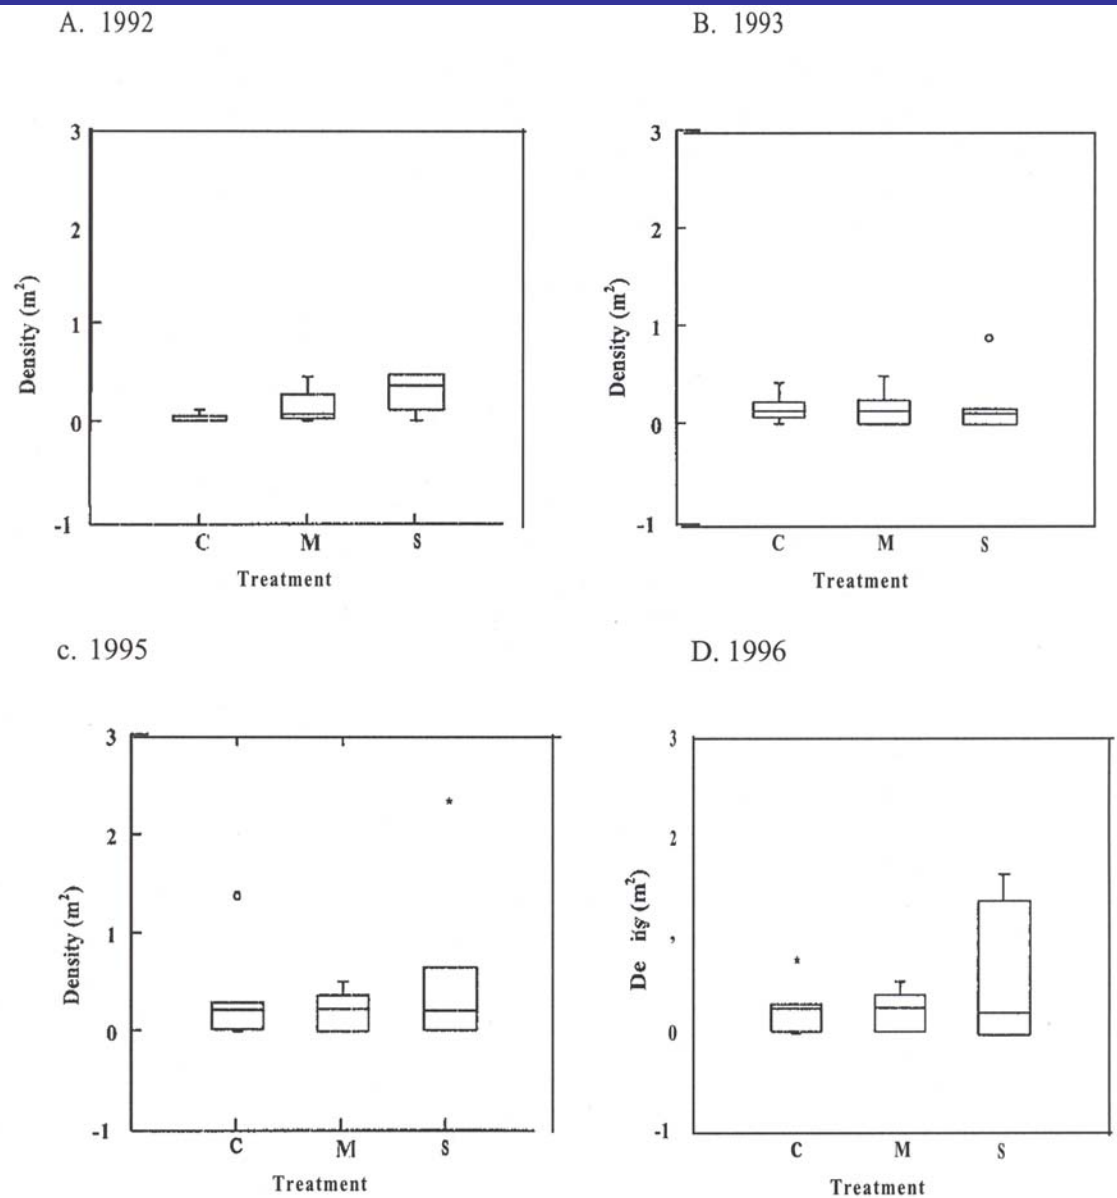 A. 1992
3
2
1
0
-1
Density (m²)
C M S
Treatment
B. 1993
3
2
1
0
-1
Density (m²)
C M S
Treatment
c. 1995
3
2
1
0
-1
Density (m²)
C M S
Treatment
D. 1996
3
2
,
0
-1
(m²)
C M S
Treatment